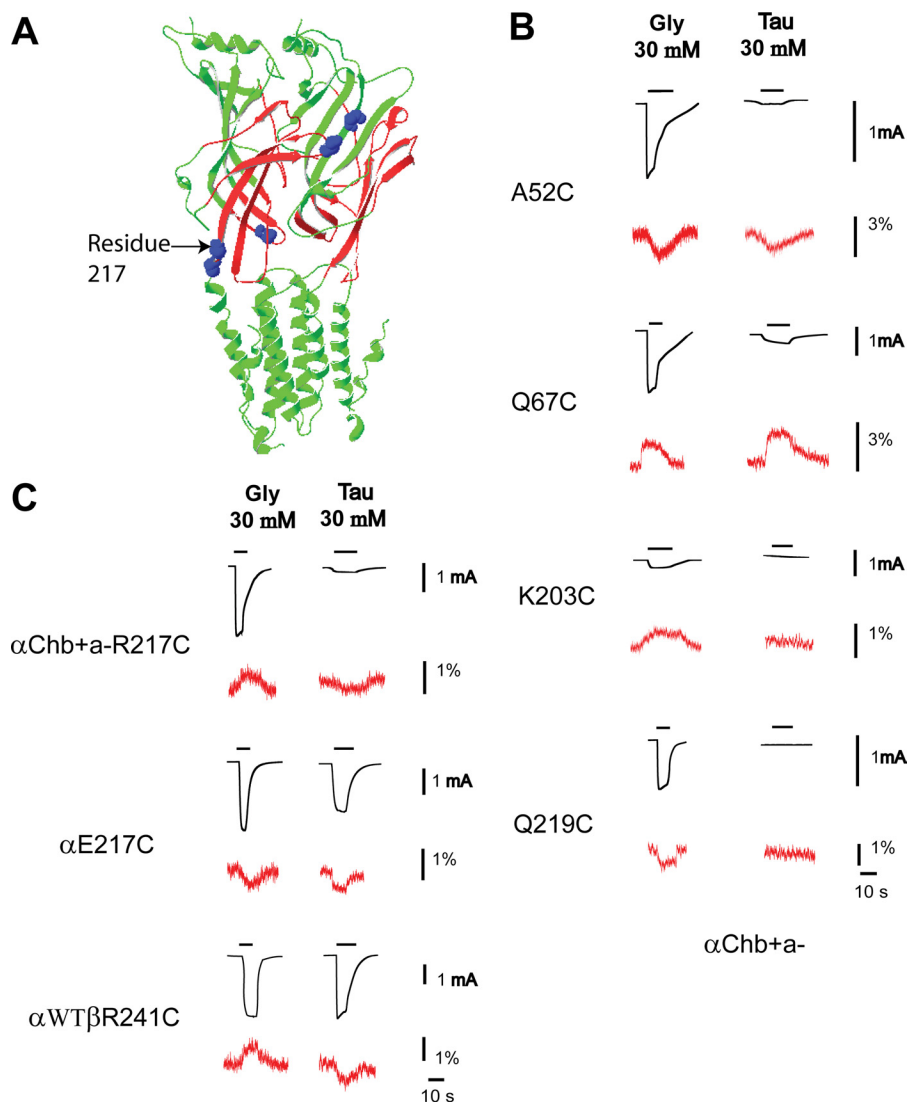 A
Residue
217
B
Gly
30 mM
Tau
30 mM
A52C
1mA
3%
Q67C
1mA
3%
K203C
1mA
1%
Q219C
1mA
1%
10 s
αChb+a-
C
Gly
30 mM
Tau
30 mM
αChb+a-R217C
1 mA
1%
αE217C
1 mA
1%
αWTβR241C
1 mA
1%
10 s